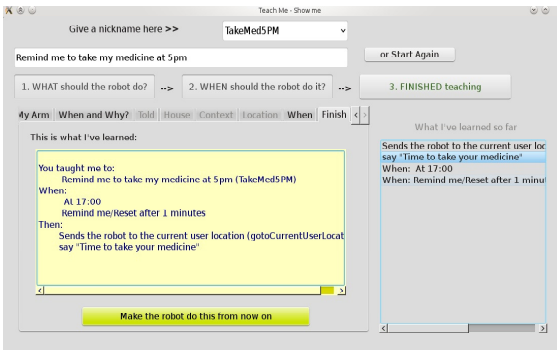 Teach Me - Show me
Give a nickname here >>
TakeMed5PM
Remind me to take my medicine at 5pm
or Start Again
1. WHAT should the robot do?
-->
2. WHEN should the robot do it?
-->
3. FINISHED teaching
My Arm
When and Why?
Told
House
Context
Location
When
Finish
This is what I've learned:
You taught me to:
Remind me to take my medicine at 5pm (TakeMed5PM)
When:
At 17:00
Remind me/Reset after 1 minutes
Then:
Sends the robot to the current user location (gotoCurrentUserLocat
say "Time to take your medicine"
Make the robot do this from now on
What I've learned so far
Sends the robot to the current user loc
say "Time to take your medicine"
When: At 17:00
When: Remind me/Reset after 1 minut